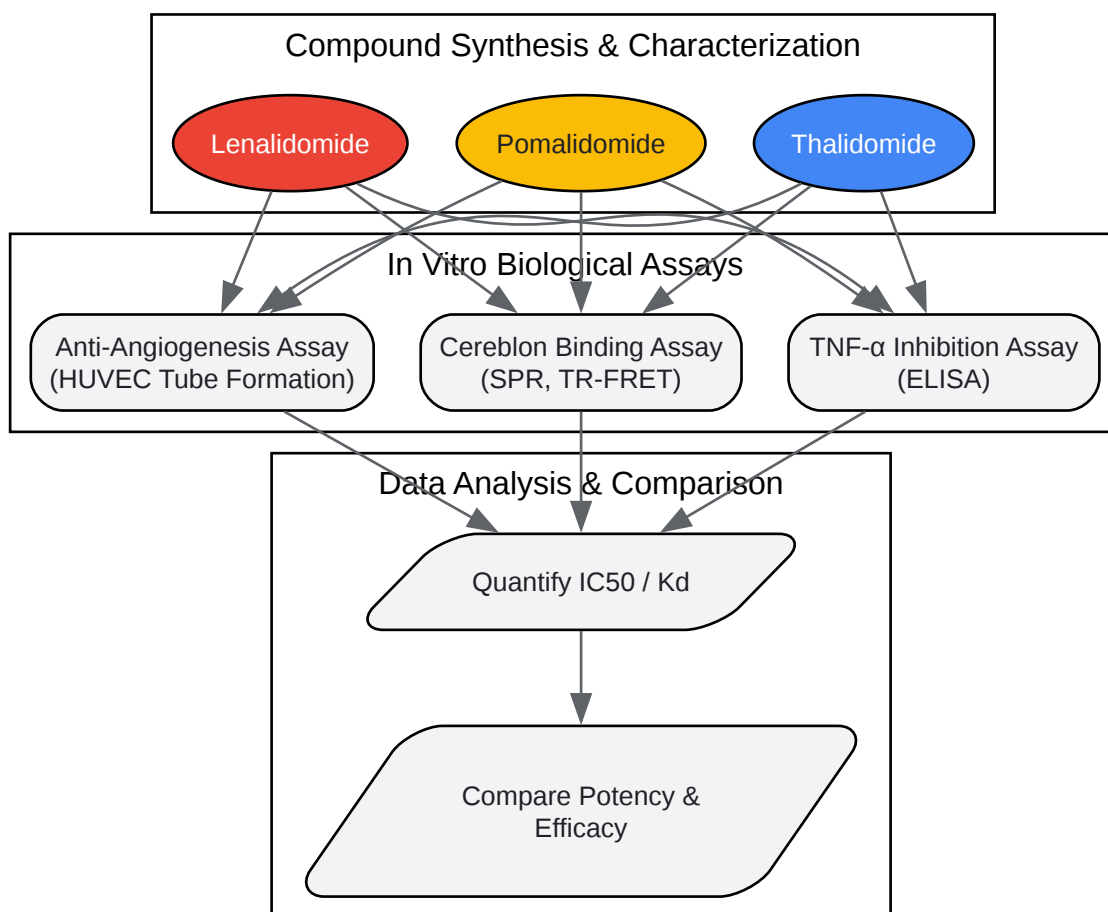 Compound Synthesis & Characterization
Lenalidomide
Pomalidomide
Thalidomide
In Vitro Biological Assays
Anti-Angiogenesis Assay
(HUVEC Tube Formation)
Cereblon Binding Assay
(SPR, TR-FRET)
TNF-α Inhibition Assay
(ELISA)
Data Analysis & Comparison
Quantify IC50 / Kd
Compare Potency &
Efficacy